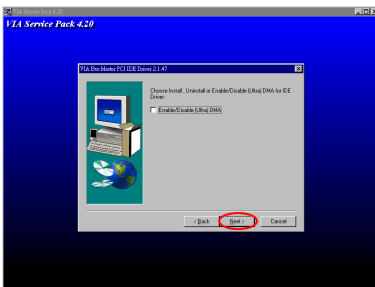 VIA Service Pack 4.20
VIA Service Pack 4.20
VIA Bus Master PCI IDE Driver 2.1.47
Choose Install , Uninstall or Enable/Disable (Ultra) DMA for IDE
Driver:
Enable/Disable (Ultra) DMA
< Back
Next >
Cancel